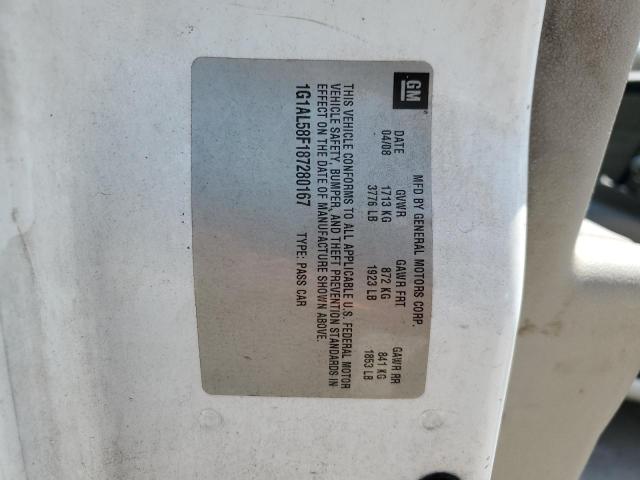 GM
MFD BY GENERAL MOTORS CORP.
DATE GVWR GAWR FRT GAWR RR
04/08 1713 KG 872 KG 841 KG
3776 LB 1923 LB 1853 LB
THIS VEHICLE CONFORMS TO ALL APPLICABLE U.S. FEDERAL MOTOR
VEHICLE SAFETY, BUMPER, AND THEFT PREVENTION STANDARDS IN
EFFECT ON THE DATE OF MANUFACTURE SHOWN ABOVE.
1G1AL58F187280167 TYPE: PASS CAR